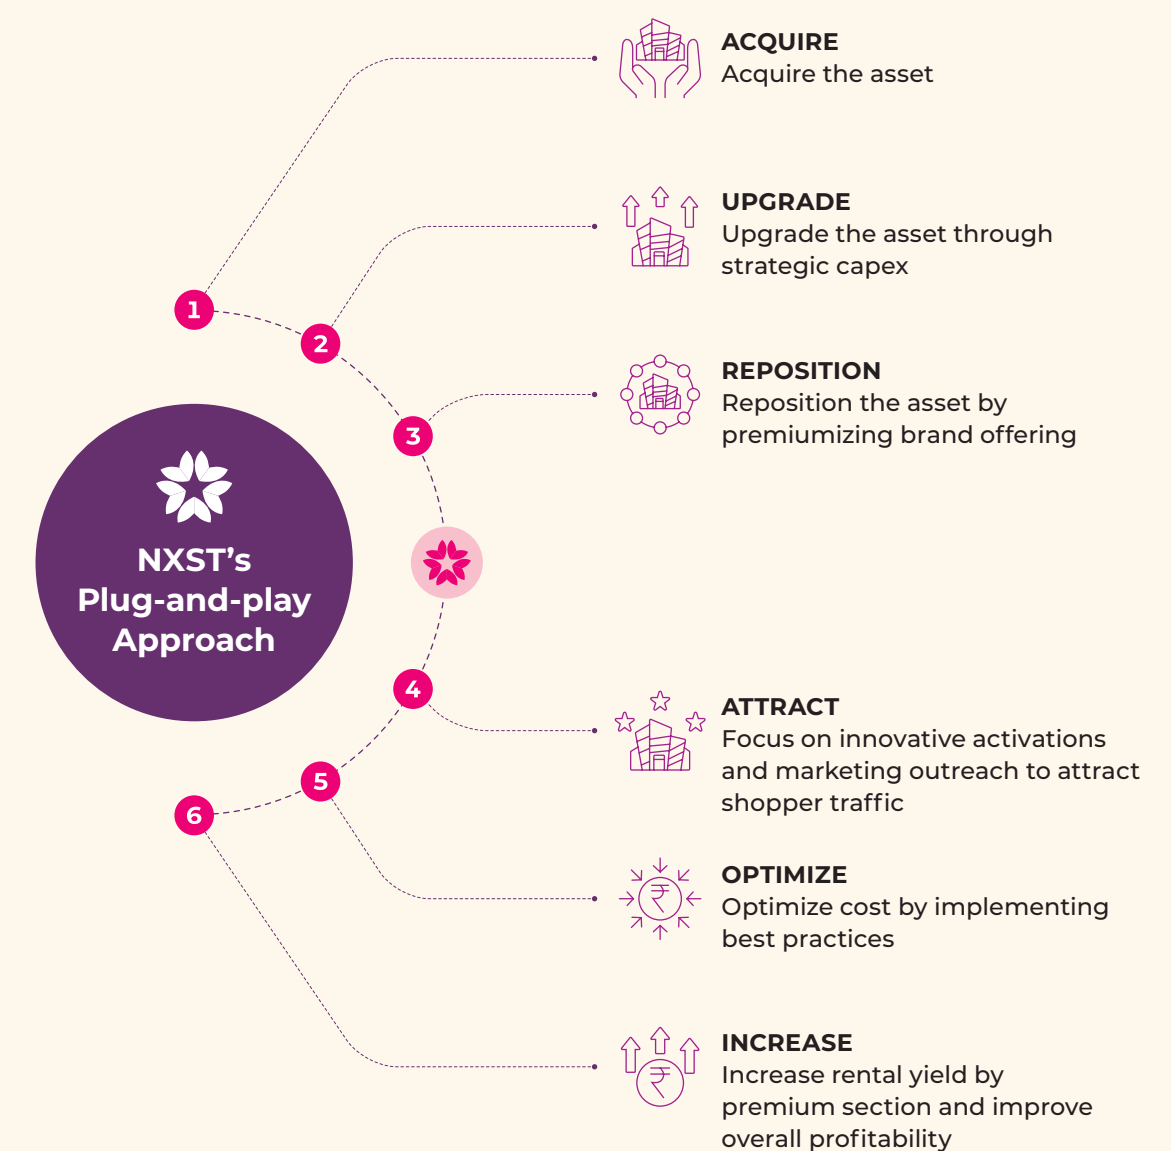 NXST’s
Plug-and-play
Approach
1
ACQUIRE
Acquire the asset
2
UPGRADE
Upgrade the asset through
strategic capex
3
REPOSITION
Reposition the asset by
premiumizing brand offering
4
ATTRACT
Focus on innovative activations
and marketing outreach to attract
shopper traffic
5
OPTIMIZE
Optimize cost by implementing
best practices
₹
6
INCREASE
Increase rental yield by
premium section and improve
overall profitability
₹